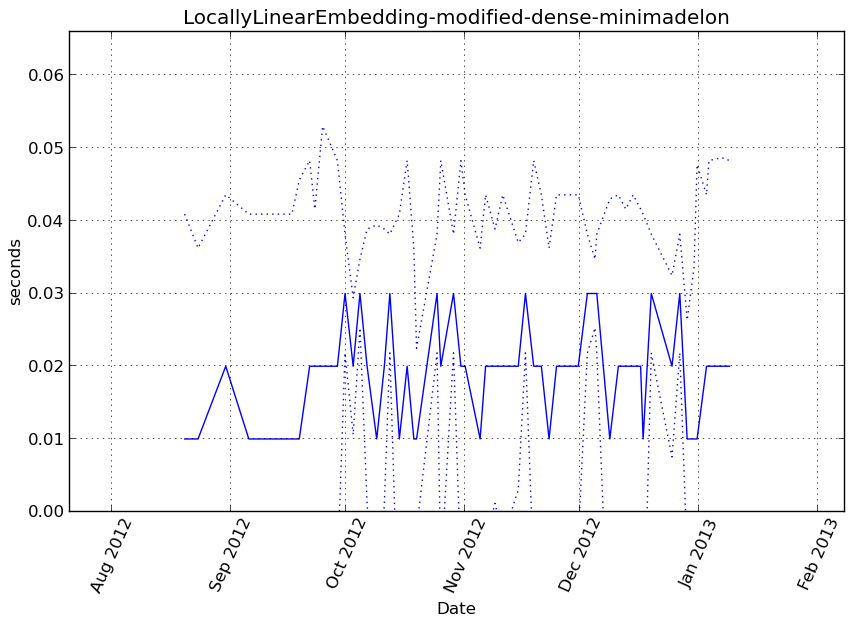 LocallyLinearEmbedding-modified-dense-minimadelon
0.06
0.05
0.04
0.03
0.02
0.01
0.00
seconds
Aug 2012
Sep 2012
Oct 2012
Nov 2012
Dec 2012
Jan 2013
Feb 2013
Date